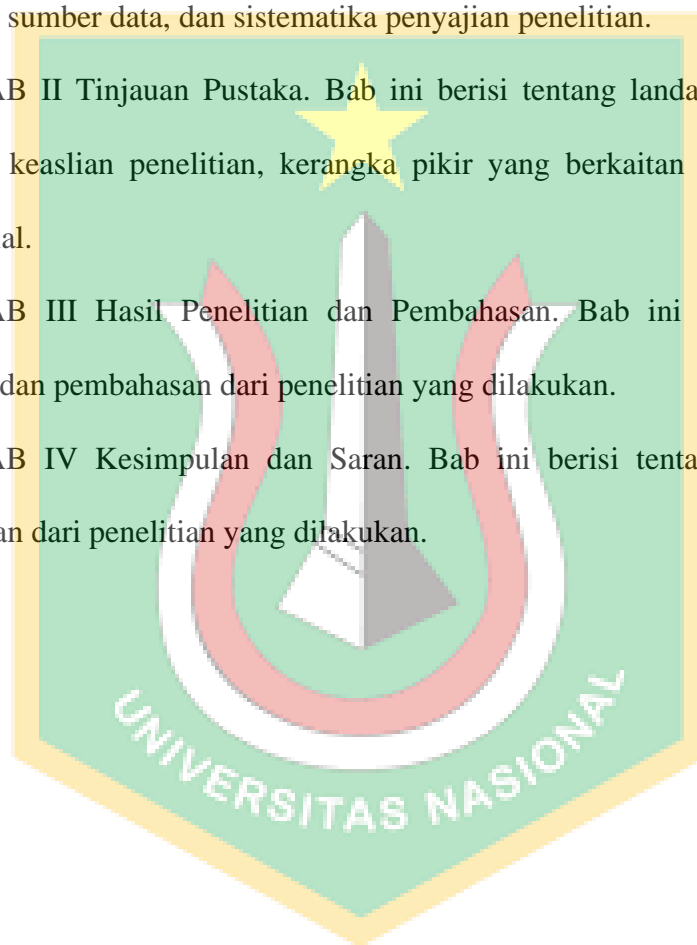 sumber data, dan sistematika penyajian penelitian.
AB II Tinjauan Pustaka. Bab ini berisi tentang landa
keaslian penelitian, kerangka pikir yang berkaitan
al.
AB III Hasil Penelitian dan Pembahasan. Bab ini
dan pembahasan dari penelitian yang dilakukan.
AB IV Kesimpulan dan Saran. Bab ini berisi tenta
an dari penelitian yang dilakukan.
UNIVERSITAS NASIONAL